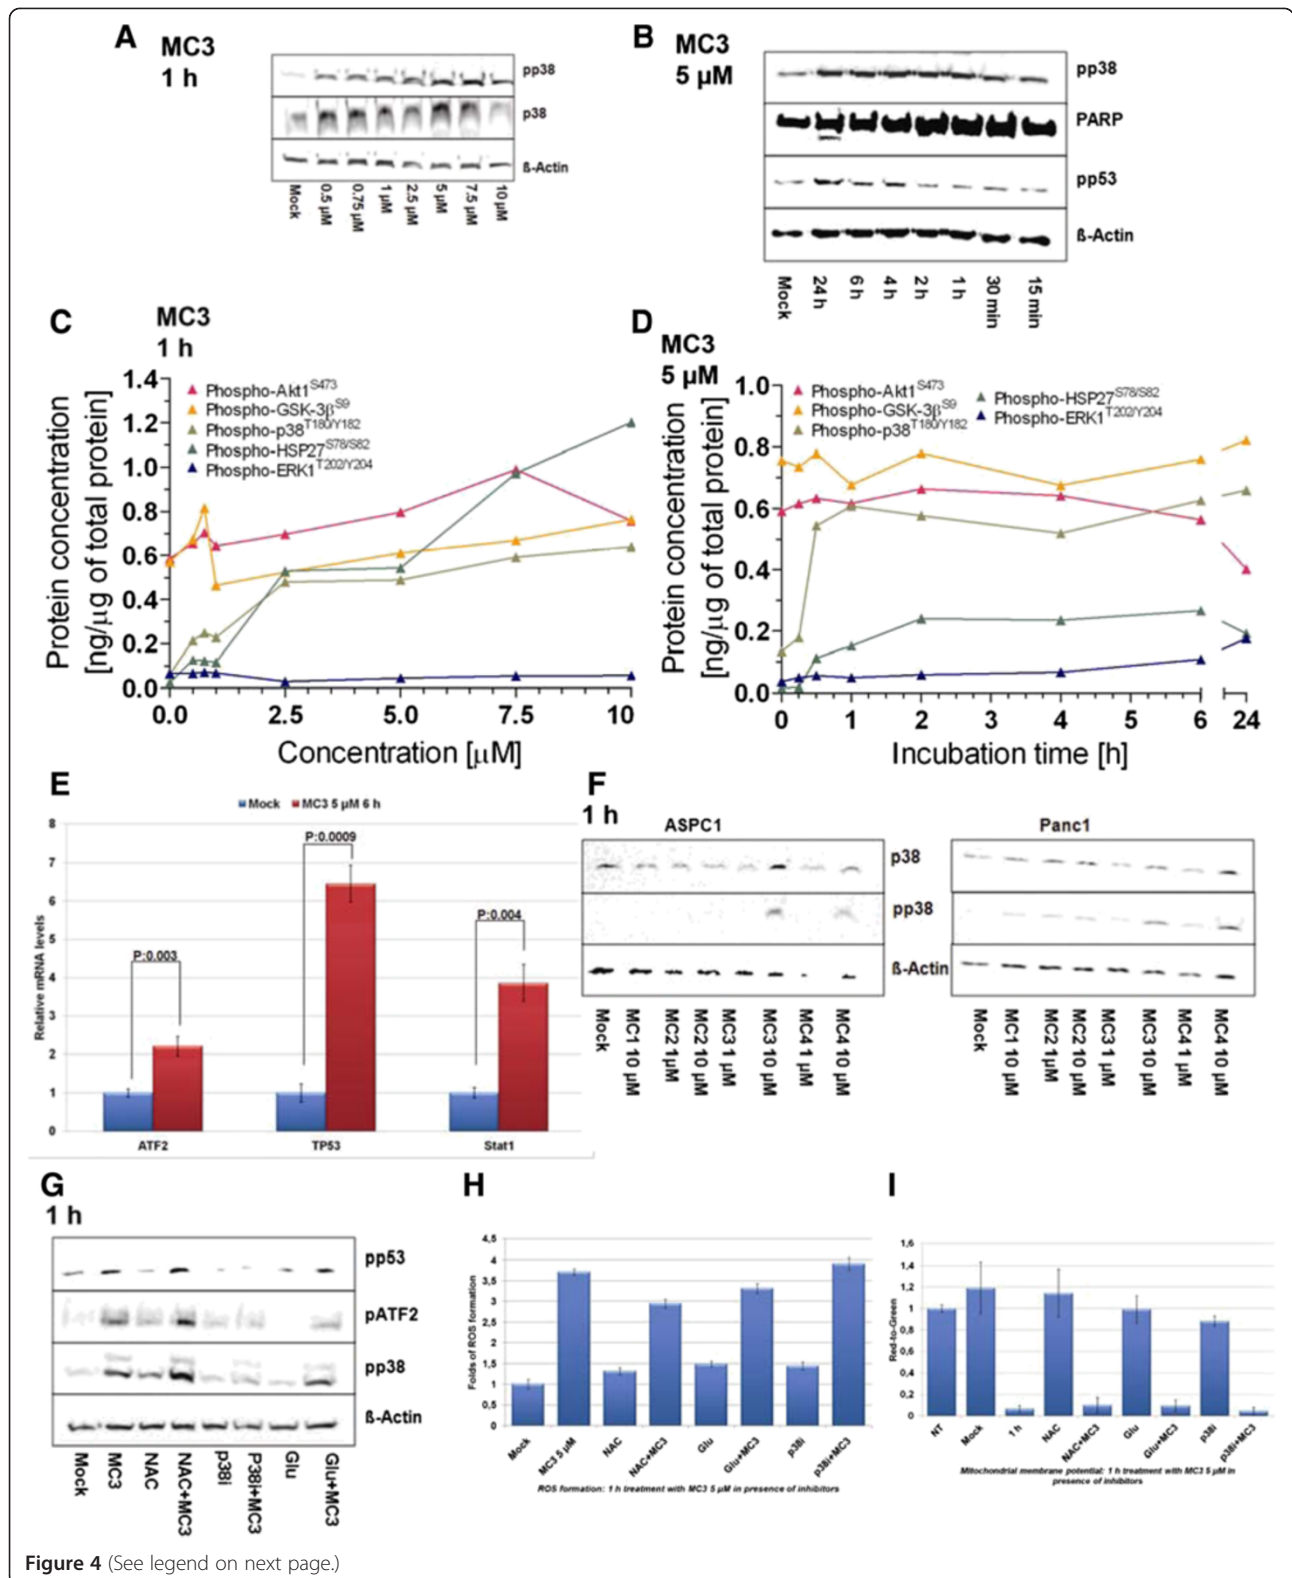 A
MC3
1 h
pp38
p38
ß-Actin
Mock
0.5 µM
0.75 µM
1 µM
2.5 µM
5 µM
7.5 µM
10 µM
B
MC3
5 µM
pp38
PARP
pp53
ß-Actin
Mock
24 h
6 h
4 h
2 h
1 h
30 min
15 min
C
MC3
1 h
Phospo-Akt1S473
Phospo-GSK-3βS9
Phospo-p38T180/Y182
Phospo-HSP27S78/S82
Phospo-ERK1T202/Y204
Protein concentration
[ng/µg of total protein]
1.4
1.2
1.0
0.8
0.6
0.4
0.2
0.0
0.0 2.5 5.0 7.5 10
Concentration [µM]
D
MC3
5 µM
Phospo-Akt1S473
Phospo-GSK-3βS9
Phospo-p38T180/Y182
Phospo-HSP27S78/S82
Phospo-ERK1T202/Y204
Protein concentration
[ng/µg of total protein]
1.0
0.8
0.6
0.4
0.2
0.0
0 1 2 3 4 5 6 24
Incubation time [h]
E
Mock MC3 5 µM 6 h
Relative mRNA levels
8
7
6
5
4
3
2
1
0
P:0.003
P:0.0009
P:0.004
ATF2 TP53 Stat1
F
1 h
ASPC1
Panc1
p38
pp38
ß-Actin
Mock
MC1 10 µM
MC2 1µM
MC2 10 µM
MC3 1 µM
MC3 10 µM
MC4 1 µM
MC4 10 µM
Mock
MC1 10 µM
MC2 1µM
MC2 10 µM
MC3 1 µM
MC3 10 µM
MC4 1 µM
MC4 10 µM
G
1 h
pp53
pATF2
pp38
ß-Actin
Mock
MC3
NAC
NAC+MC3
p38i
P38i+MC3
Glu
Glu+MC3
H
Folds of ROS formation
4,5
4
3,5
3
2,5
2
1,5
1
0,5
0
Mock
MC3 5 µM
NAC
NAC+MC3
Glu
Glu+MC3
p38i
p38i+MC3
ROS formation: 1 h treatment with MC3 5 µM in presence of inhibitors
I
Red-to-Green
1,6
1,4
1,2
1
0,8
0,6
0,4
0,2
0
NT
Mock
1 h
NAC
NAC+MC3
Glu
Glu+MC3
p38i
p38i+MC3
Mitochondrial membrane potential: 1 h treatment with MC3 5 µM in
presence of inhibitors
Figure 4 (See legend on next page.)